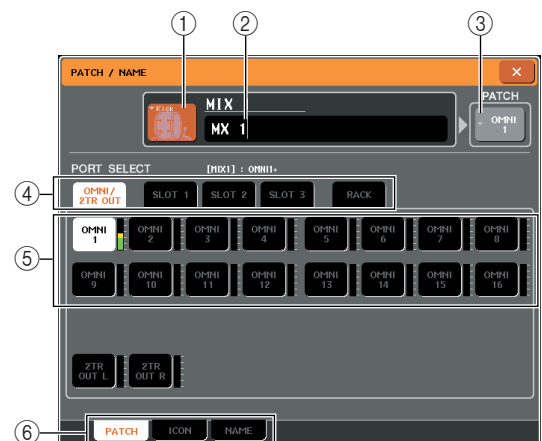 ① ② ③
PATCH / NAME ×
Kick MIX PATCH
MX 1 OMNI 1
PORT SELECT [MIX1] : OMNI1+
④ OMNI/ 2TR OUT SLOT 1 SLOT 2 SLOT 3 RACK
⑤ OMNI 1 OMNI 2 OMNI 3 OMNI 4 OMNI 5 OMNI 6 OMNI 7 OMNI 8
OMNI 9 OMNI 10 OMNI 11 OMNI 12 OMNI 13 OMNI 14 OMNI 15 OMNI 16
2TR OUT L 2TR OUT R
⑥ PATCH ICON NAME